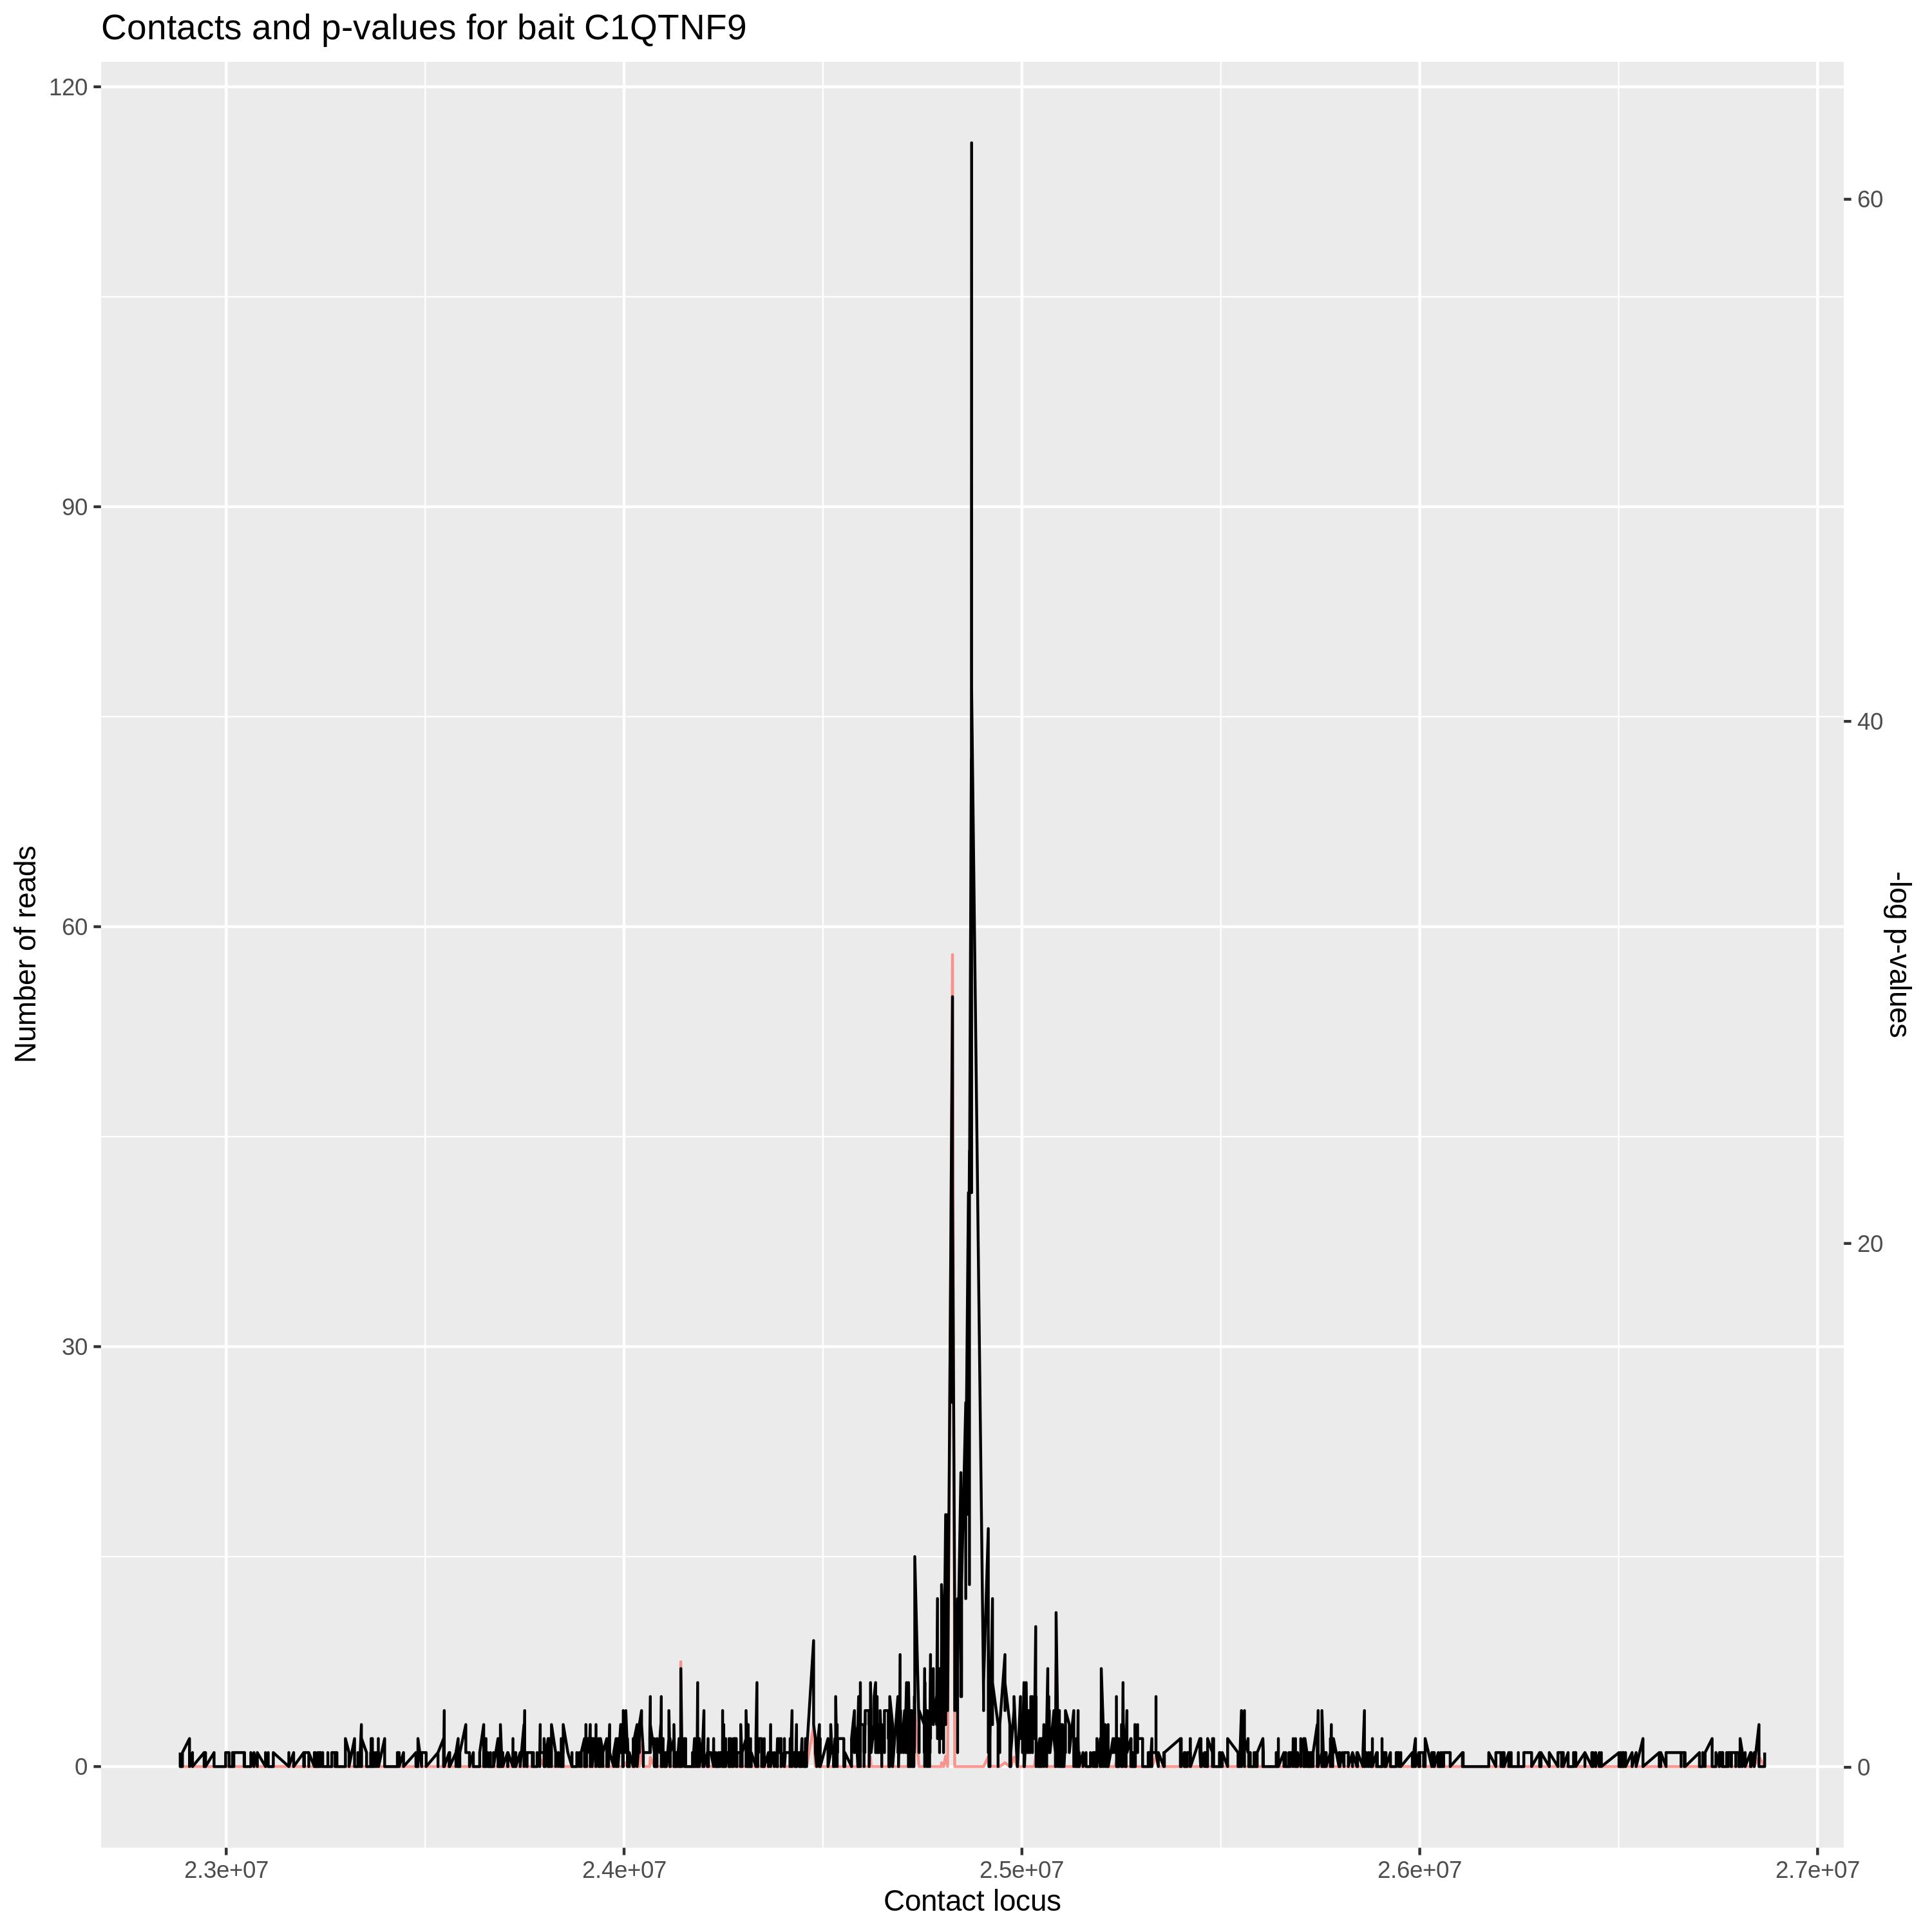 Contacts and p-values for bait C1QTNF9
120
90
60
30
0
Number of reads
60
40
20
0
-log p-values
2.3e+07
2.4e+07
2.5e+07
2.6e+07
2.7e+07
Contact locus